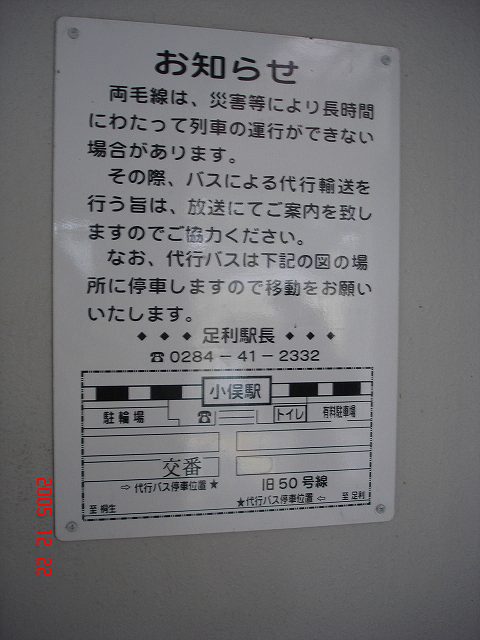 お知らせ
両毛線は、災害等により長時間
にわたって列車の運行ができない
場合があります。
その際、バスによる代行輸送を
行う旨は、放送にてご案内を致し
ますのでご協力ください。
なお、代行バスは下記の図の場
所に停車しますので移動をお願い
いたします。
◆ ◆ ◆ 足利駅長 ◆ ◆ ◆
☎0284-41-2332
小俣駅
駐輪場 ☎ トイレ 有料駐車場
交番
⇨ 代行バス停車位置 ★ 旧50号線
至 桐生 ★代行バス停車位置 ⇦ 至 足利
2005 12 22